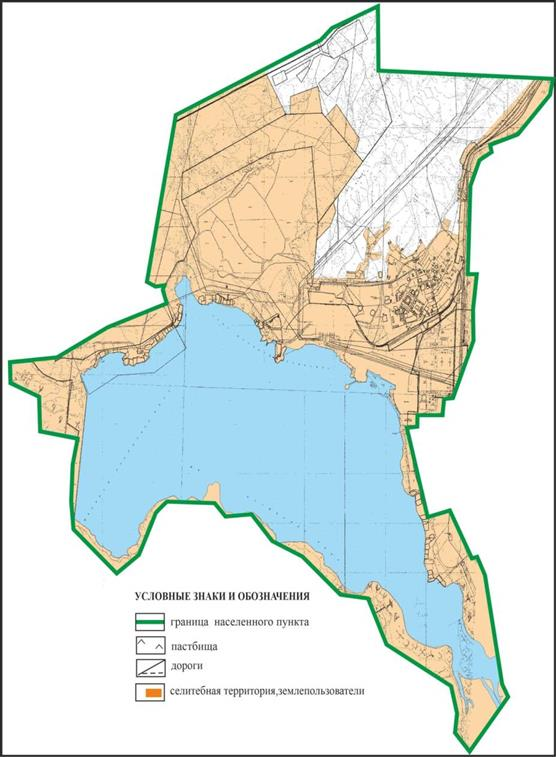 УСЛОВНЫЕ ЗНАКИ И ОБОЗНАЧЕНИЯ
граница населенного пункта
пастбища
дороги
селитебная территория,землепользователи